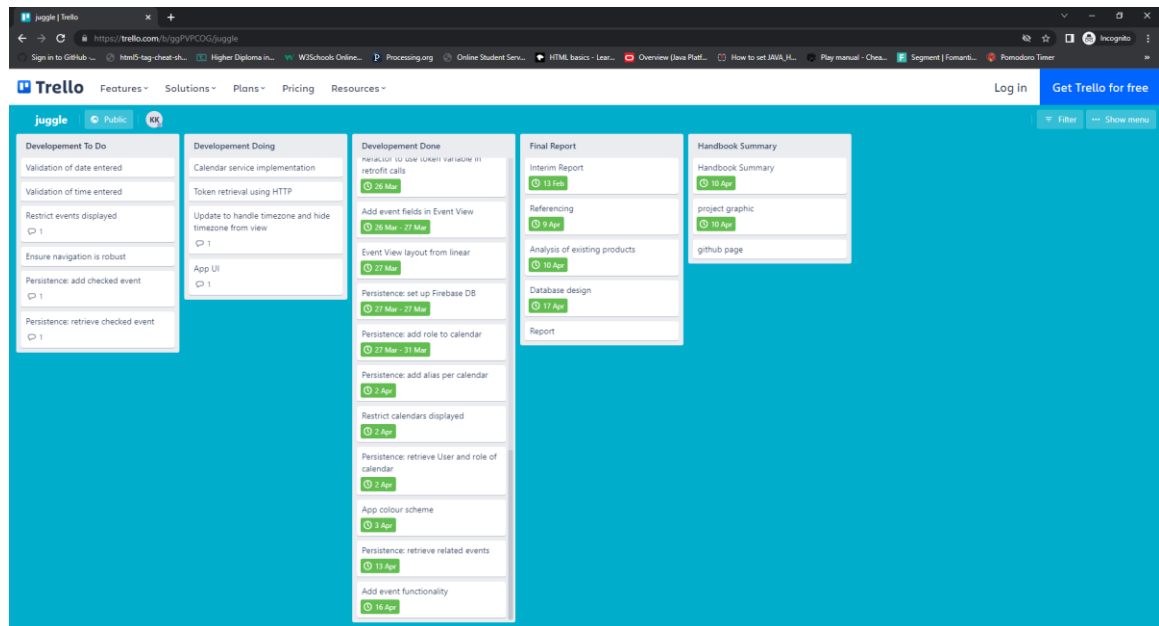 juggle | Trello
https://trello.com/b/ggPVPCOG/juggle
Incognito
Sign in to GitHub ·...
html5-tag-cheat-sh...
Higher Diploma in...
W3Schools Online...
Processing.org
Online Student Serv...
HTML basics - Lear...
Overview (Java Platf...
How to set JAVA_H...
Play manual - Chea...
Segment | Fomanti...
Pomodoro Timer
Trello
Features
Solutions
Plans
Pricing
Resources
Log in
Get Trello for free
juggle
Public
KK
Filter
Show menu
Developement To Do
Validation of date entered
Validation of time entered
Restrict events displayed
1
Ensure navigation is robust
Persistence: add checked event
1
Persistence: retrieve checked event
1
Developement Doing
Calendar service implementation
Token retrieval using HTTP
Update to handle timezone and hide
timezone from view
1
App UI
1
Developement Done
Refactor to use token variable in
retrofit calls
26 Mar
Add event fields in Event View
26 Mar - 27 Mar
Event View layout from linear
27 Mar
Persistence: set up Firebase DB
27 Mar - 27 Mar
Persistence: add role to calendar
27 Mar - 31 Mar
Persistence: add alias per calendar
2 Apr
Restrict calendars displayed
2 Apr
Persistence: retrieve User and role of
calendar
2 Apr
App colour scheme
3 Apr
Persistence: retrieve related events
13 Apr
Add event functionality
16 Apr
Final Report
Interim Report
13 Feb
Referencing
9 Apr
Analysis of existing products
10 Apr
Database design
17 Apr
Report
Handbook Summary
Handbook Summary
10 Apr
project graphic
10 Apr
github page